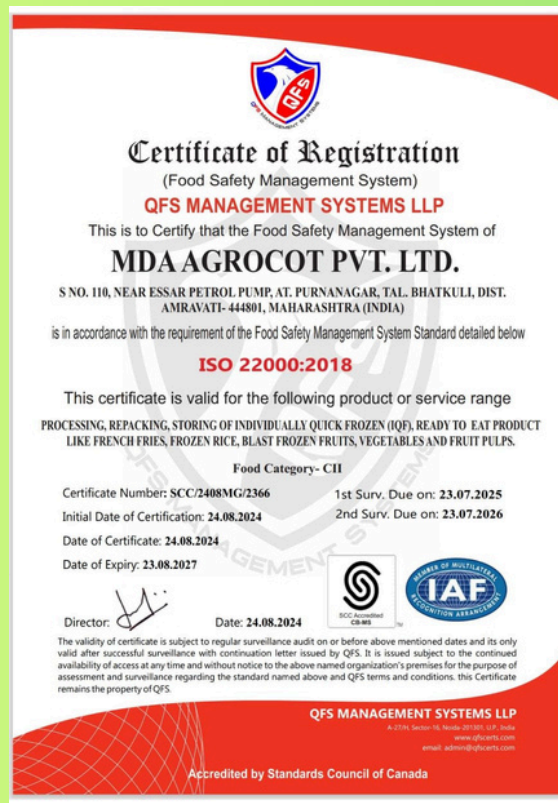 QFS
QFS MANAGEMENT SYSTEMS
Certificate of Registration
(Food Safety Management System)
QFS MANAGEMENT SYSTEMS LLP
This is to Certify that the Food Safety Management System of
MDA AGROCOT PVT. LTD.
S NO. 110, NEAR ESSAR PETROL PUMP, AT. PURNANAGAR, TAL. BHATKULI, DIST.
AMRAVATI- 444801, MAHARASHTRA (INDIA)
is in accordance with the requirement of the Food Safety Management System Standard detailed below
ISO 22000:2018
This certificate is valid for the following product or service range
PROCESSING, REPACKING, STORING OF INDIVIDUALLY QUICK FROZEN (IQF), READY TO EAT PRODUCT
LIKE FRENCH FRIES, FROZEN RICE, BLAST FROZEN FRUITS, VEGETABLES AND FRUIT PULPS.
Food Category- CII
Certificate Number: SCC/2408MG/2366
1st Surv. Due on: 23.07.2025
Initial Date of Certification: 24.08.2024
2nd Surv. Due on: 23.07.2026
Date of Certificate: 24.08.2024
Date of Expiry: 23.08.2027
QFS MANAGEMENT SYSTEMS
SCC Accredited
CB-MS
TM
MEMBER OF MULTILATERAL
IAF
RECOGNITION ARRANGEMENT
Director:
Date: 24.08.2024
The validity of certificate is subject to regular surveillance audit on or before above mentioned dates and its only
valid after successful surveillance with continuation letter issued by QFS. It is issued subject to the continued
availability of access at any time and without notice to the above named organization's premises for the purpose of
assessment and surveillance regarding the standard named above and QFS terms and conditions. this Certificate
remains the property of QFS.
QFS MANAGEMENT SYSTEMS LLP
A-27/H, Sector-16, Noida-201301. U.P., India
www.qfscerts.com
email: admin@qfscerts.com
Accredited by Standards Council of Canada